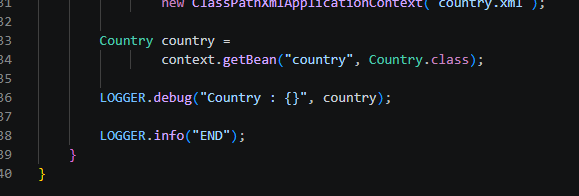 new ClassPathXmlApplicationContext("country.xml");
32
33 Country country =
34 context.getBean("country", Country.class);
35
36 LOGGER.debug("Country : {}", country);
37
38 LOGGER.info("END");
39 }
40 }